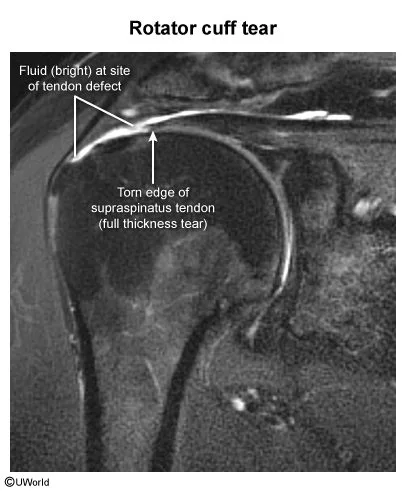 Rotator cuff tear
Fluid (bright) at site
of tendon defect
Torn edge of
supraspinatus tendon
(full thickness tear)
©UWorld